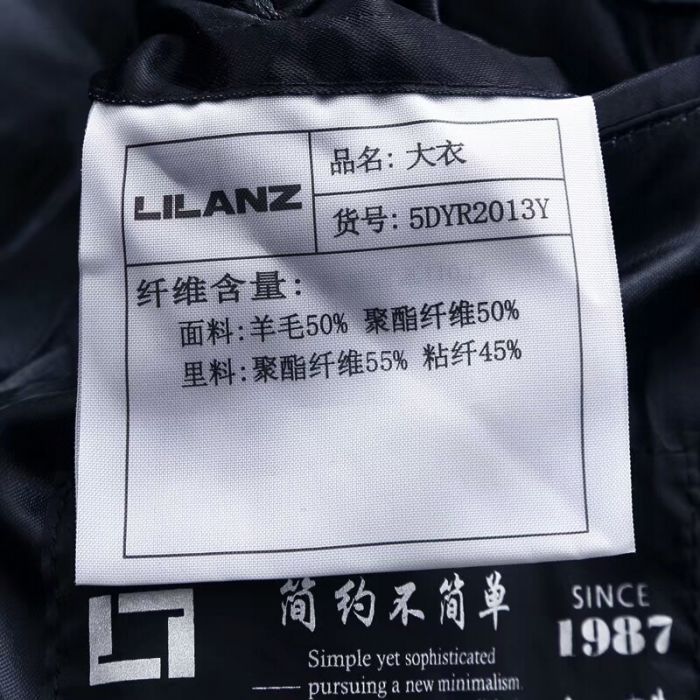 LILANZ
品名: 大衣
货号: 5DYR2013Y
纤维含量:
面料:羊毛50% 聚酯纤维50%
里料:聚酯纤维55% 粘纤45%
简约不简单
SINCE
1987
Simple yet sophisticated
pursuing a new minimalism